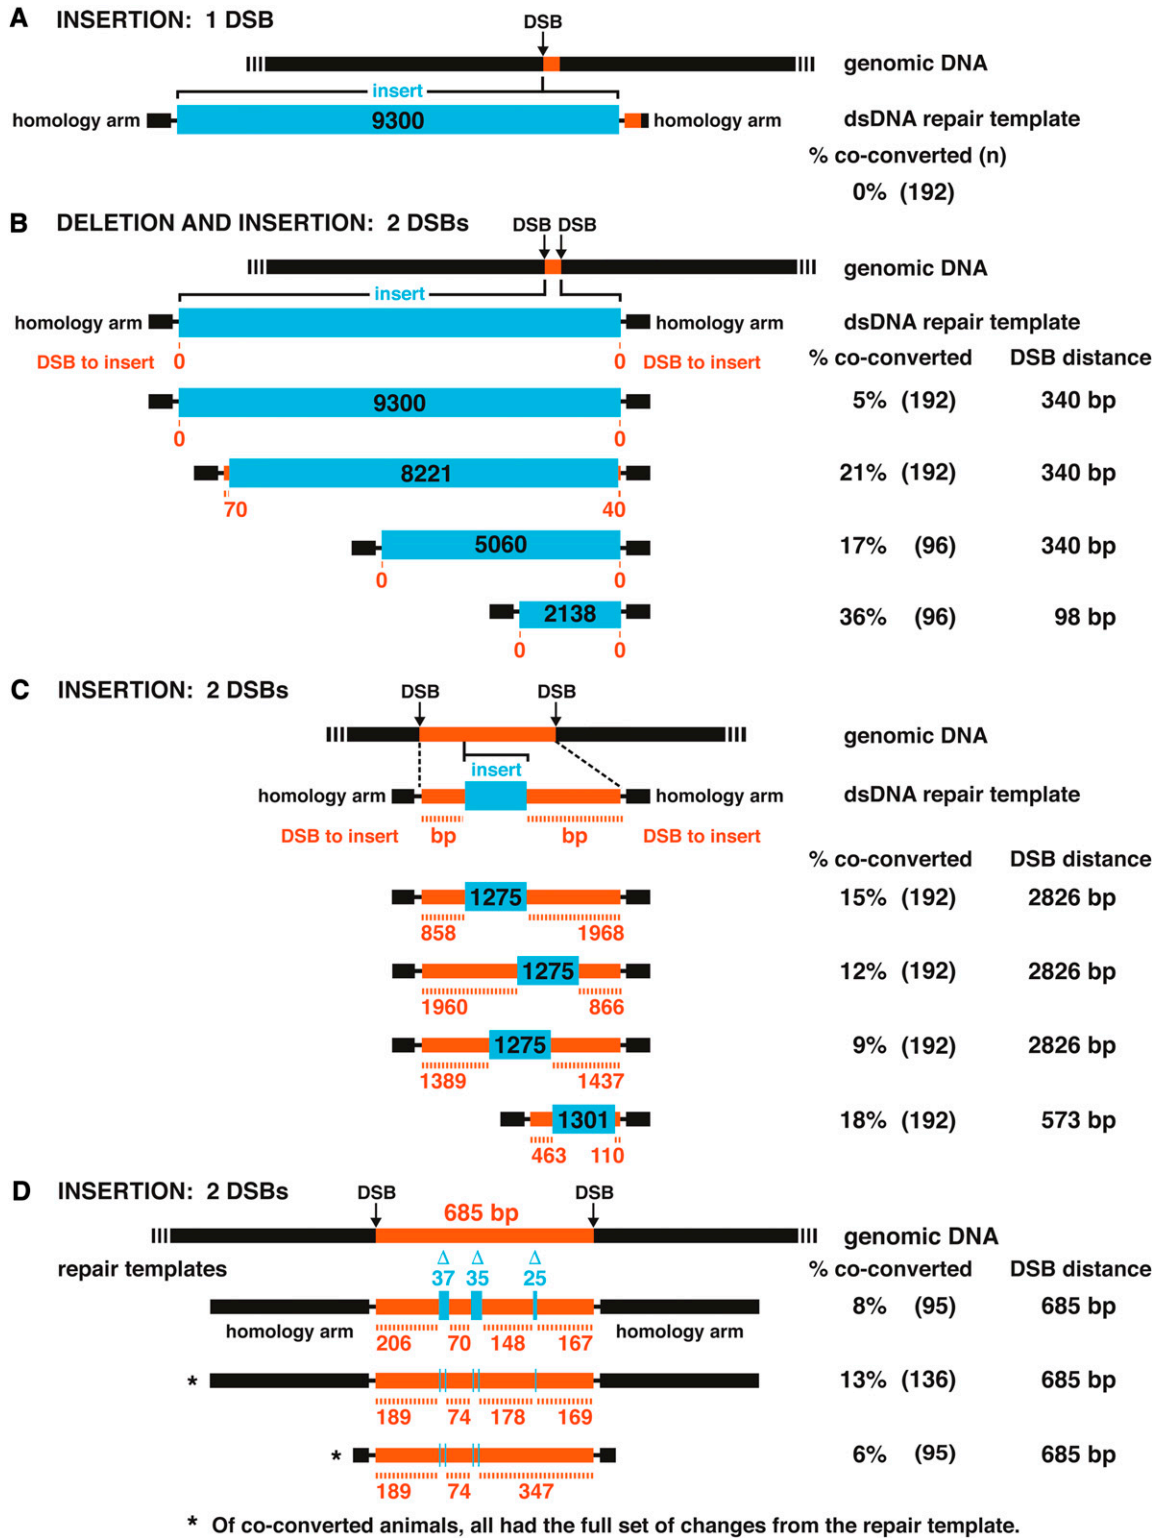 A INSERTION: 1 DSB
DSB
genomic DNA
insert
homology arm 9300 homology arm dsDNA repair template
% co-converted (n)
0% (192)
B DELETION AND INSERTION: 2 DSBs DSB DSB
genomic DNA
insert
homology arm homology arm dsDNA repair template
DSB to insert 0 0 DSB to insert % co-converted DSB distance
9300 5% (192) 340 bp
0 0
8221 21% (192) 340 bp
70 40
5060 17% (96) 340 bp
0 0
2138 36% (96) 98 bp
0 0
C INSERTION: 2 DSBs DSB DSB
genomic DNA
insert
homology arm homology arm dsDNA repair template
DSB to insert bp bp DSB to insert
% co-converted DSB distance
1275 15% (192) 2826 bp
858 1968
1275 12% (192) 2826 bp
1960 866
1275 9% (192) 2826 bp
1389 1437
1301 18% (192) 573 bp
463 110
D INSERTION: 2 DSBs DSB DSB
685 bp
genomic DNA
repair templates Δ Δ Δ
37 35 25 % co-converted DSB distance
8% (95) 685 bp
homology arm homology arm
206 70 148 167
* 13% (136) 685 bp
189 74 178 169
* 6% (95) 685 bp
189 74 347
* Of co-converted animals, all had the full set of changes from the repair template.